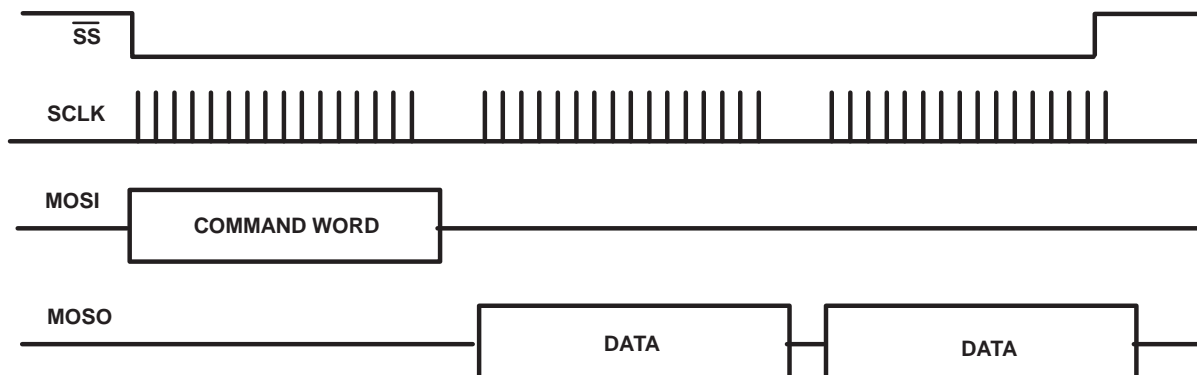 SS
SCLK
MOSI
COMMAND WORD
MOSO
DATA
DATA